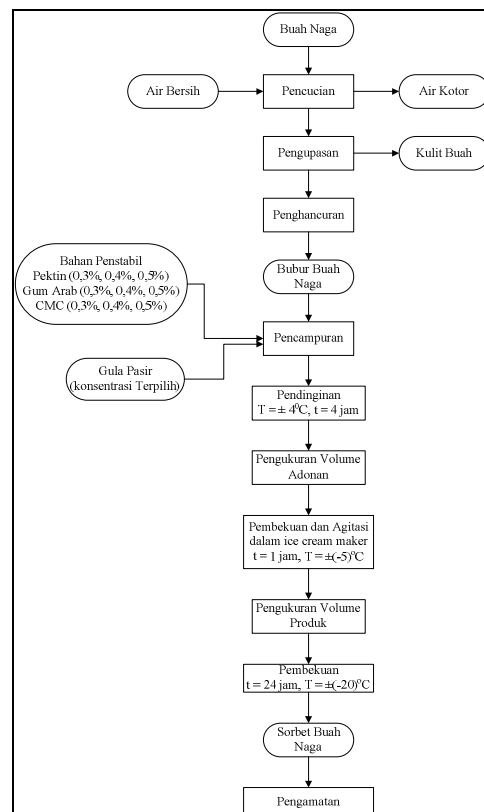 Buah Naga
Air Bersih
Pencucian
Air Kotor
Pengupasan
Kulit Buah
Penghancuran
Bahan Penstabil
Pektin (0,3%, 0,4%, 0,5%)
Gum Arab (0,3%, 0,4%, 0,5%)
CMC (0,3%, 0,4%, 0,5%)
Bubur Buah
Naga
Pencampuran
Gula Pasir
(konsentrasi Terpilih)
Pendinginan
T = ± 4⁰C, t = 4 jam
Pengukuran Volume
Adonan
Pembekuan dan Agitasi
dalam ice cream maker
t = 1 jam, T = ±(-5)⁰C
Pengukuran Volume
Produk
Pembekuan
t = 24 jam, T = ±(-20)⁰C
Sorbet Buah
Naga
Pengamatan